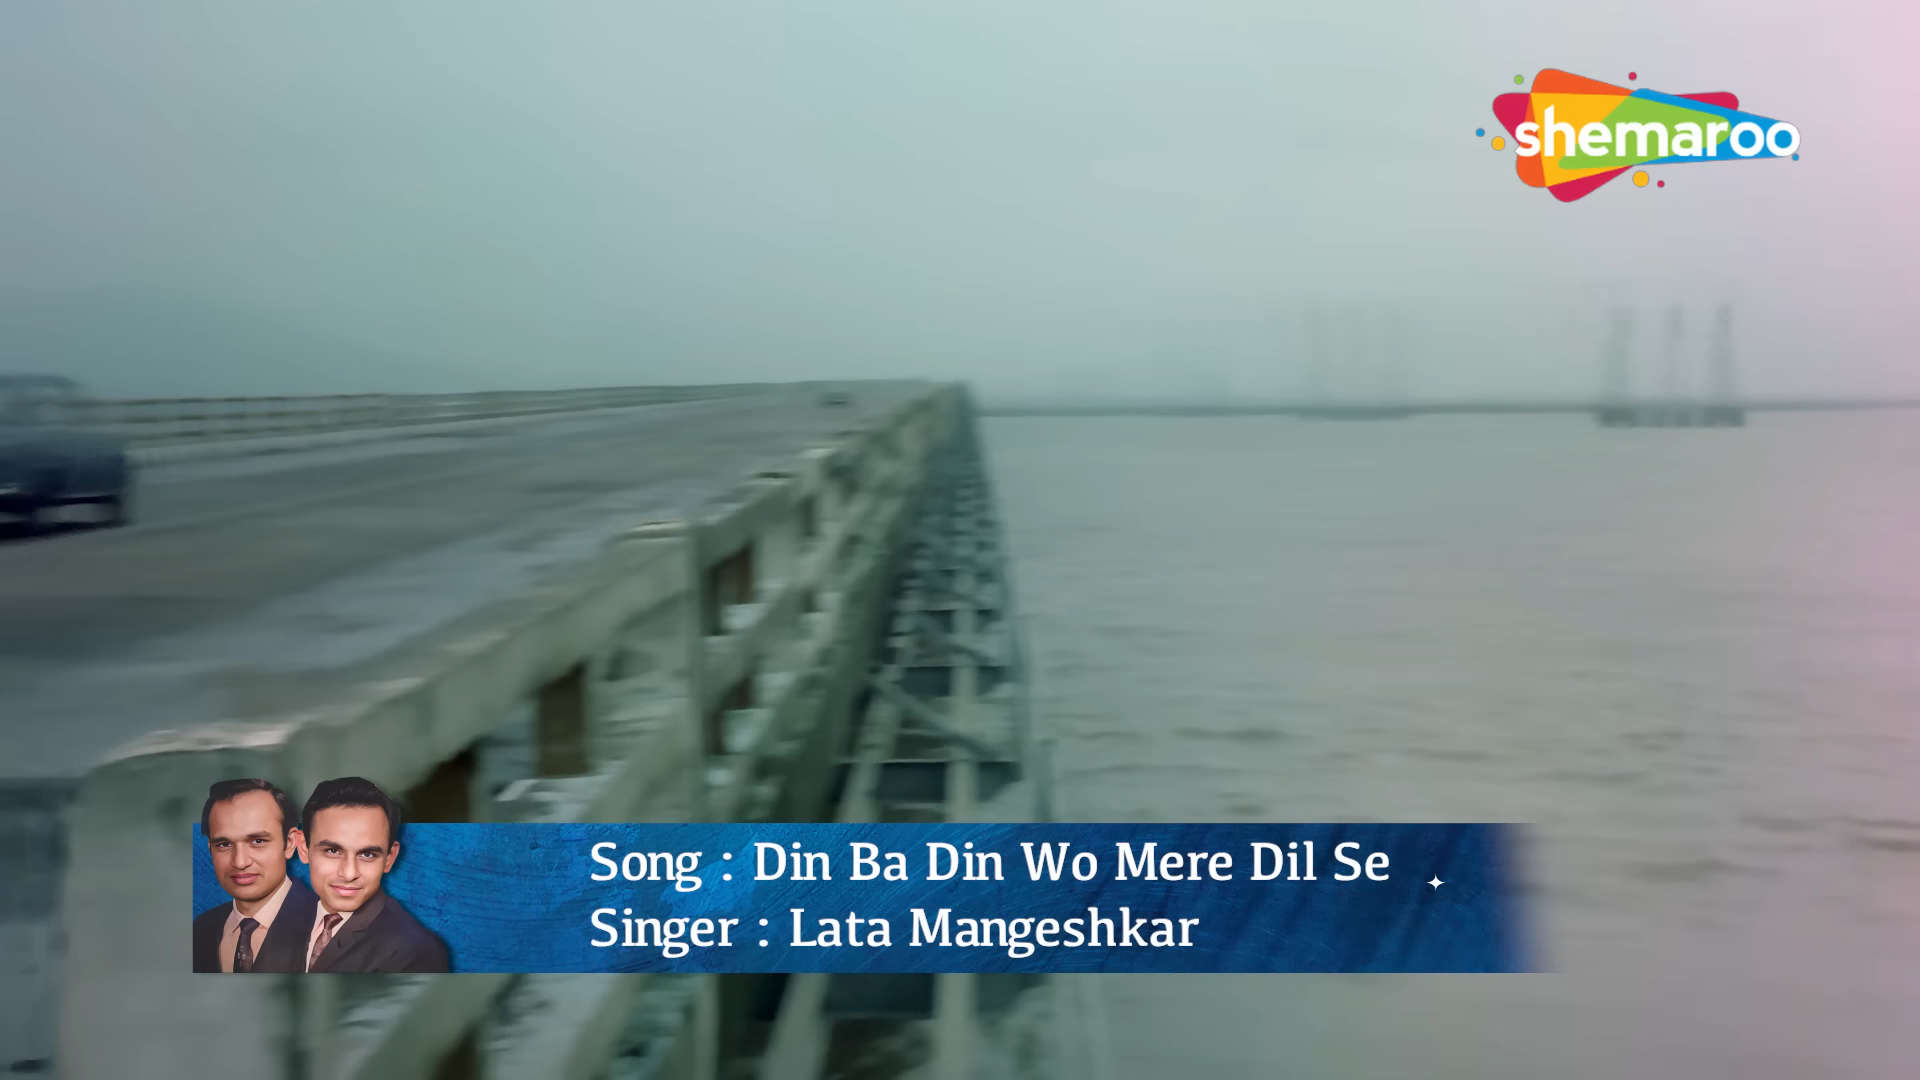 shemaroo
Song : Din Ba Din Wo Mere Dil Se
Singer : Lata Mangeshkar